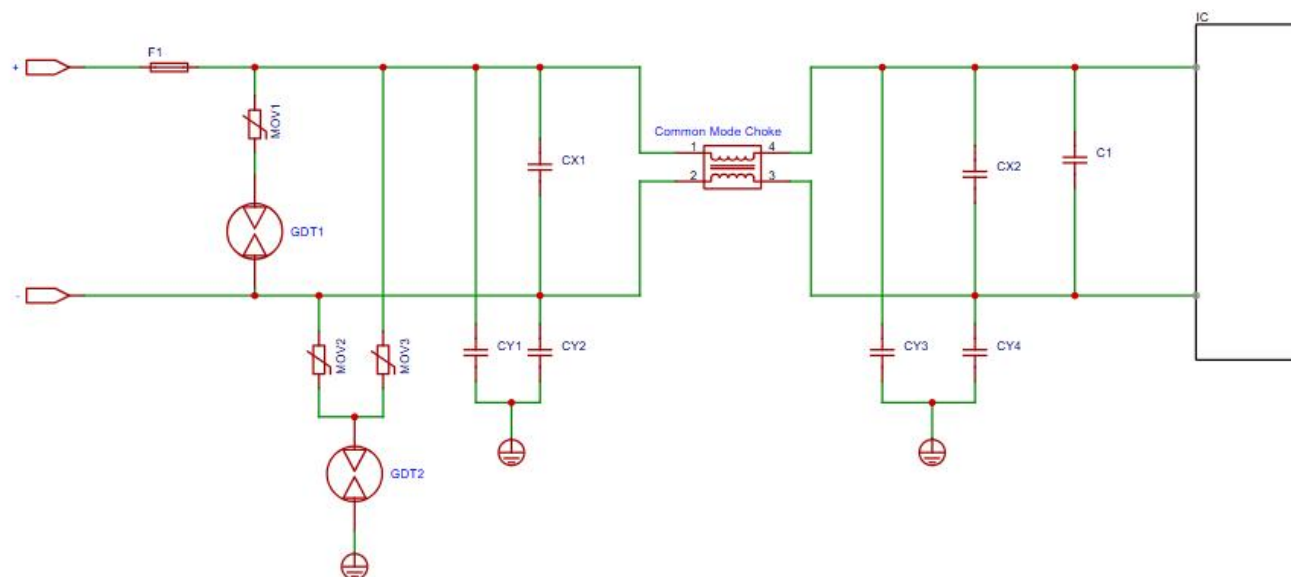 IC
F1
+
MOV1
Common Mode Choke
1
4
CX1
CX2
C1
2
3
GDT1
-
MOV2
MOV3
CY1
CY2
CY3
CY4
GDT2